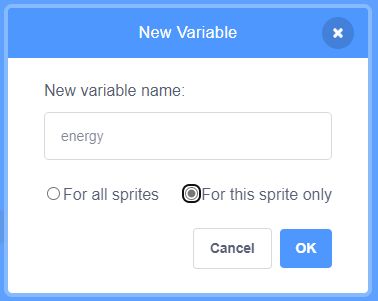 New Variable
New variable name:
energy
For all sprites For this sprite only
Cancel OK